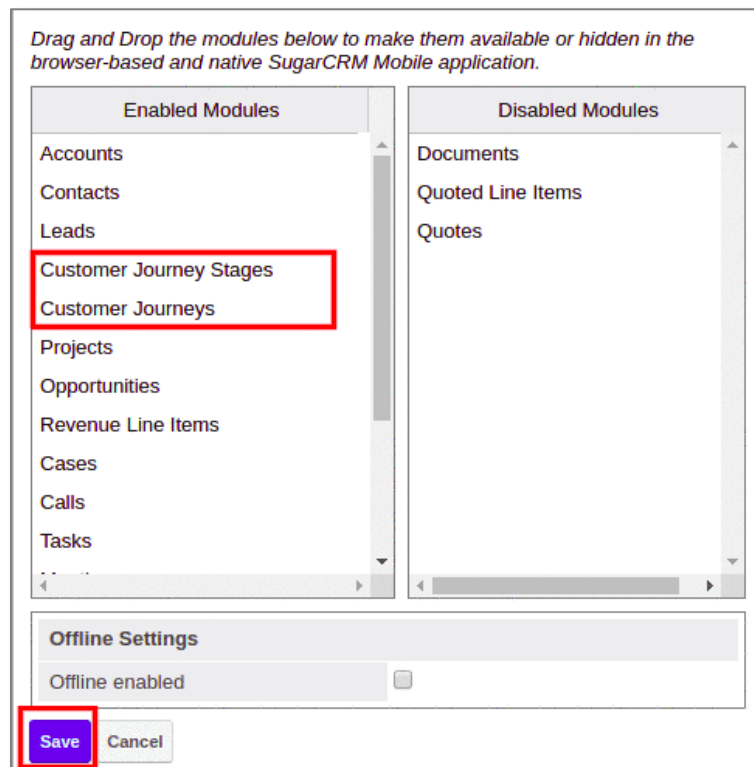 Drag and Drop the modules below to make them available or hidden in the
browser-based and native SugarCRM Mobile application.
Enabled Modules
Accounts
Contacts
Leads
Customer Journey Stages
Customer Journeys
Projects
Opportunities
Revenue Line Items
Cases
Calls
Tasks
Disabled Modules
Documents
Quoted Line Items
Quotes
Offline Settings
Offline enabled
Save
Cancel